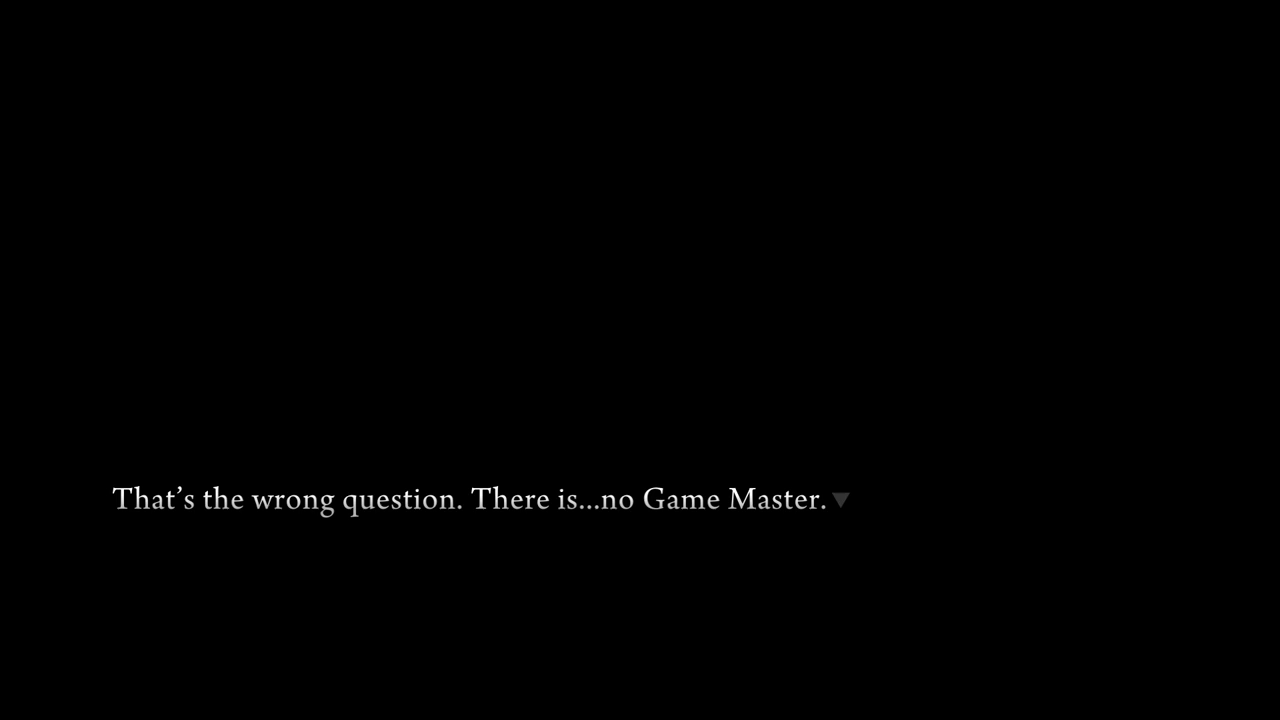 That’s the wrong question. There is...no Game Master.